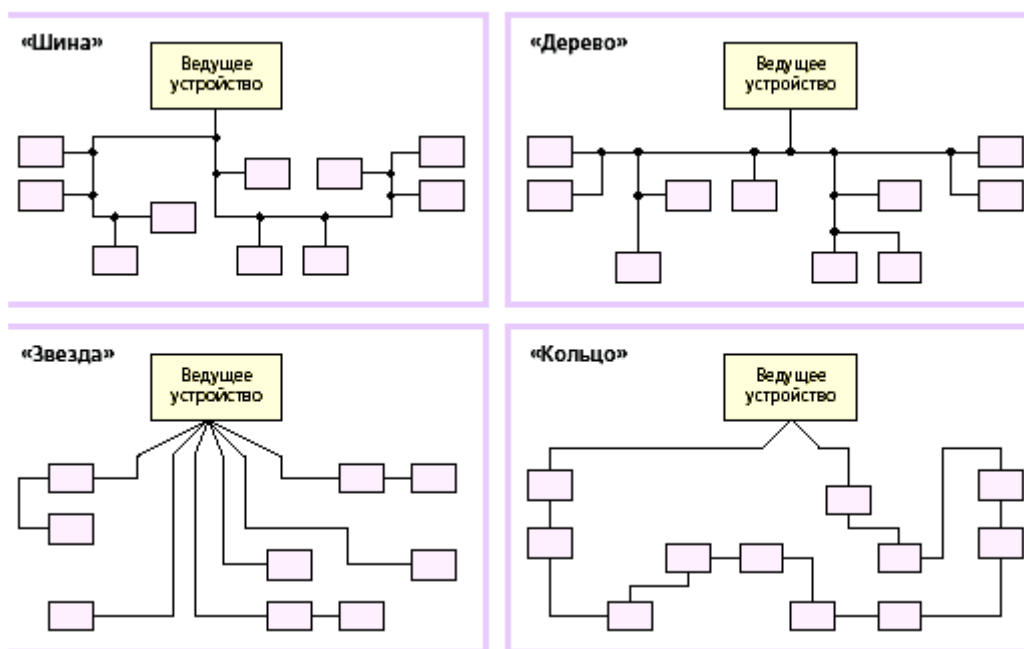 «Шина»
Ведущее
устройство
«Дерево»
Ведущее
устройство
«Звезда»
Ведущее
устройство
«Кольцо»
Ведущее
устройство